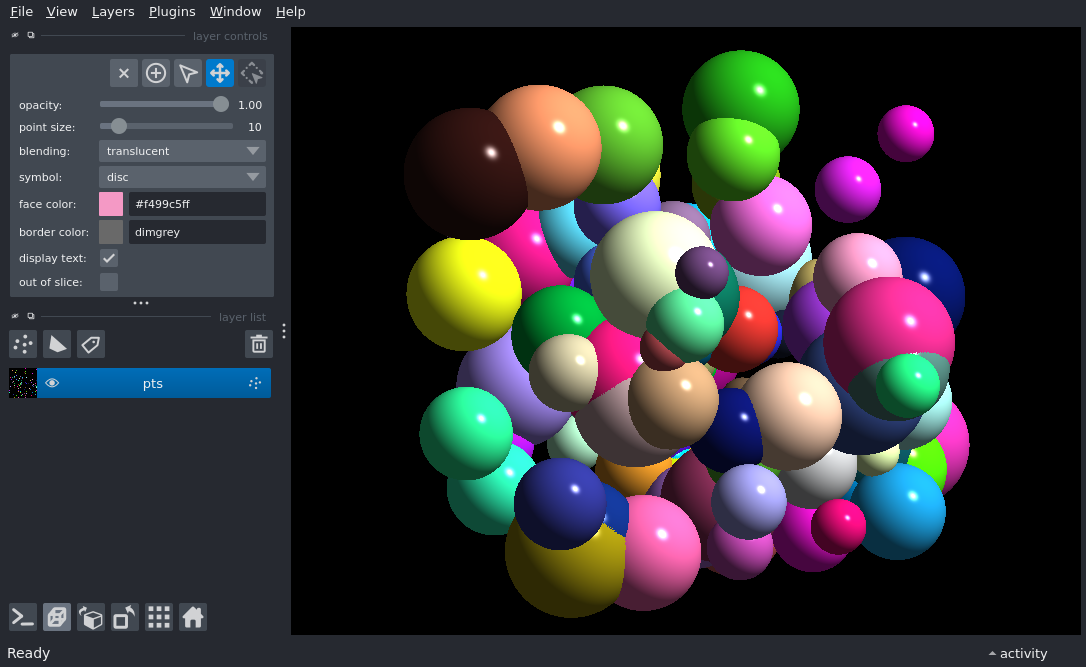 File View Layers Plugins Window Help
layer controls
opacity: 1.00
point size: 10
blending: translucent
symbol: disc
face color: #f499c5ff
border color: dimgrey
display text:
out of slice:
layer list
pts
Ready
activity